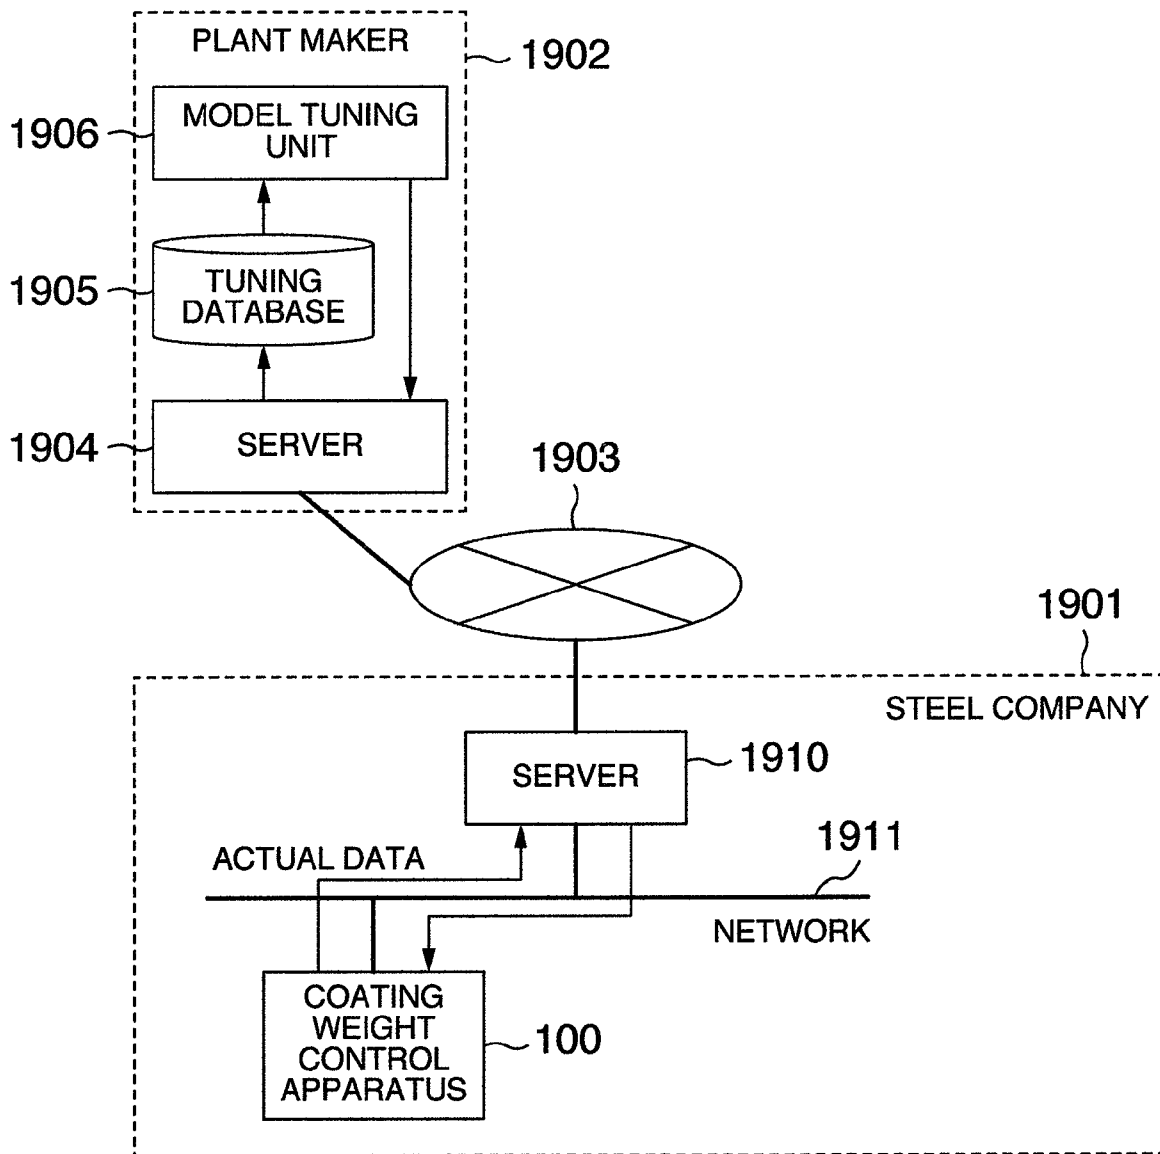 PLANT MAKER
1902
1906
MODEL TUNING
UNIT
1905
TUNING
DATABASE
1904
SERVER
1903
1901
STEEL COMPANY
SERVER
1910
ACTUAL DATA
1911
NETWORK
COATING
WEIGHT
CONTROL
APPARATUS
100